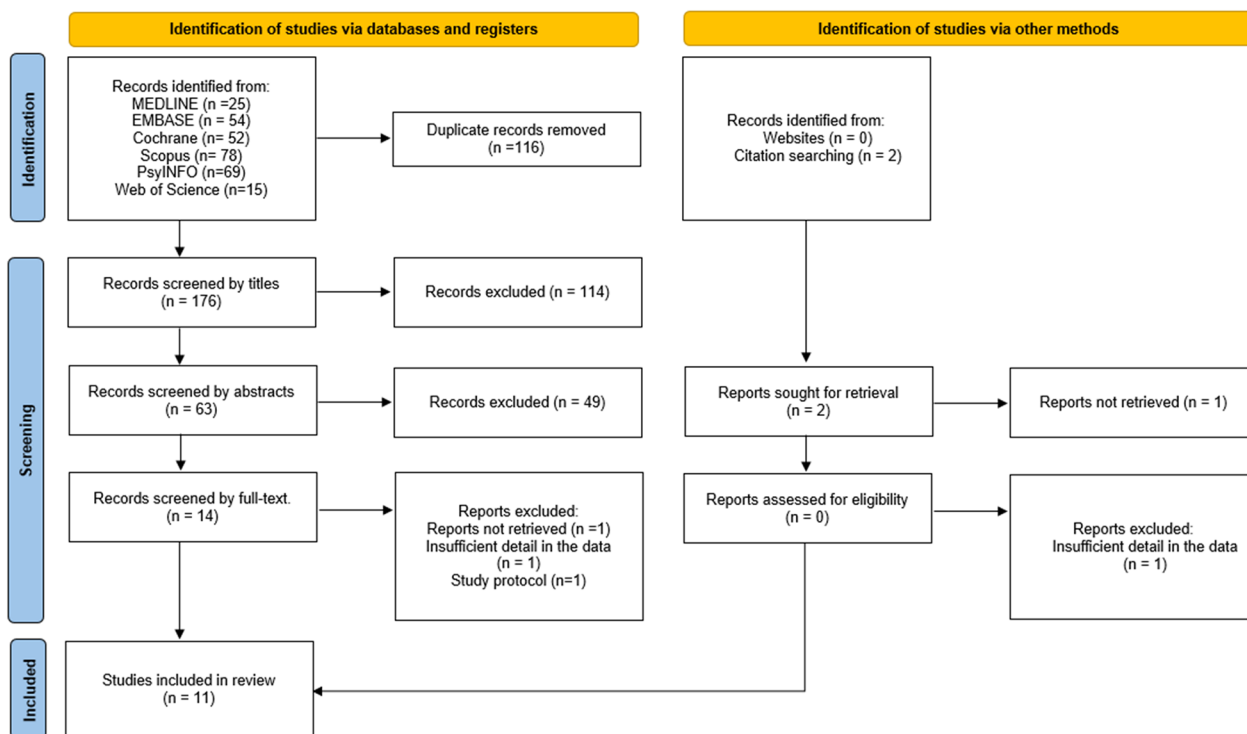 Identification of studies via databases and registers
Identification of studies via other methods
Identification
Records identified from:
MEDLINE (n =25)
EMBASE (n = 54)
Cochrane (n= 52)
Scopus (n= 78)
PsyINFO (n=69)
Web of Science (n=15)
Duplicate records removed
(n =116)
Records identified from:
Websites (n = 0)
Citation searching (n = 2)
Screening
Records screened by titles
(n = 176)
Records excluded (n = 114)
Records screened by abstracts
(n = 63)
Records excluded (n = 49)
Reports sought for retrieval
(n = 2)
Reports not retrieved (n = 1)
Records screened by full-text.
(n = 14)
Reports excluded:
Reports not retrieved (n =1)
Insufficient detail in the data
(n = 1)
Study protocol (n=1)
Reports assessed for eligibility
(n = 0)
Reports excluded:
Insufficient detail in the data
(n = 1)
Included
Studies included in review
(n = 11)